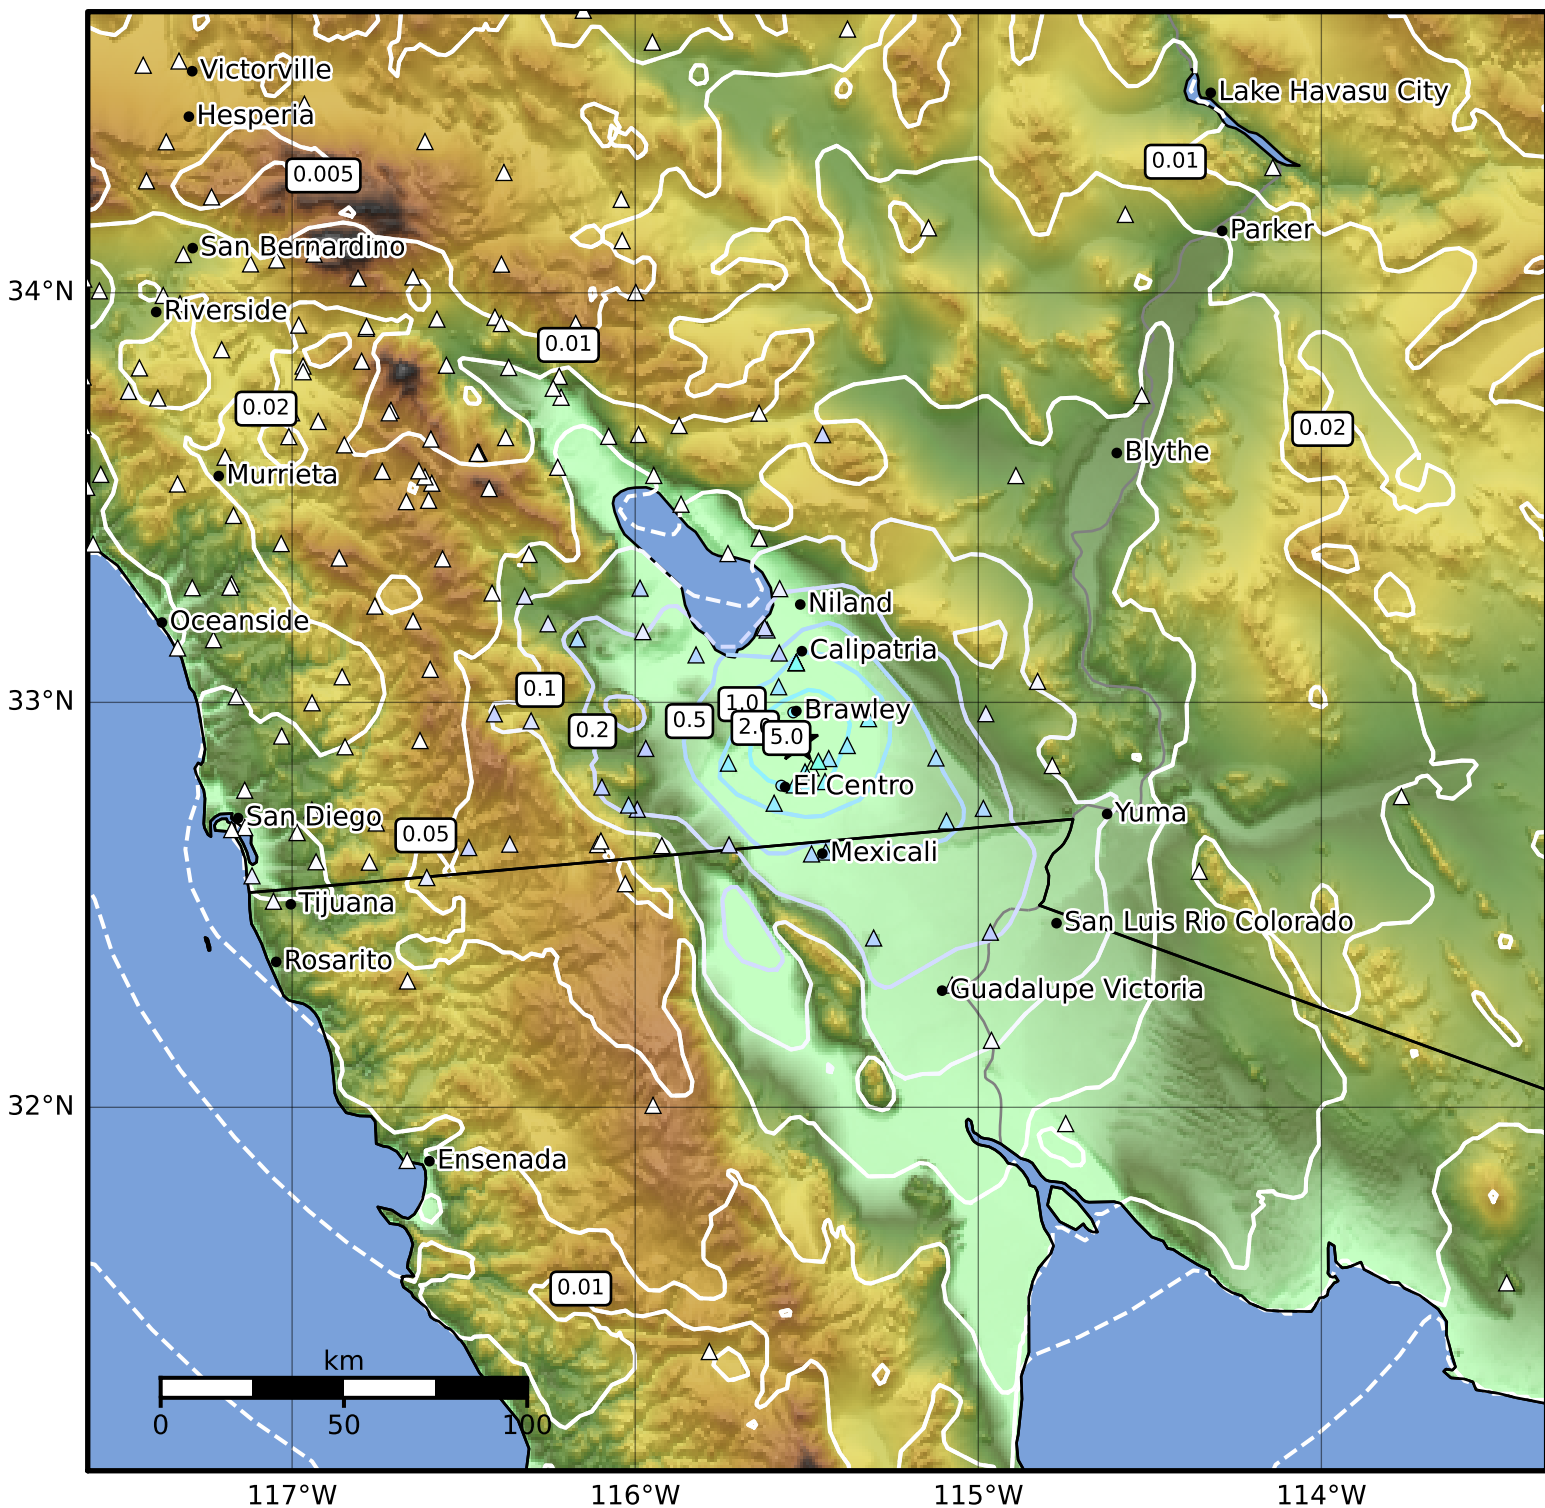 Victorville
Lake Havasu City
Hesperia
0.01
0.005
Parker
San Bernardino
34°N
Riverside
0.01
0.02
0.02
Blythe
Murrieta
Niland
Oceanside
Calipatria
0.1
33°N
1.0
Brawley
0.5
2.0
0.2
5.0
El Centro
Yuma
San Diego
0.05
Mexicali
Tijuana
San Luis Rio Colorado
Rosarito
Guadalupe Victoria
32°N
Ensenada
0.01
km
0 50 100
117°W 116°W 115°W 114°W